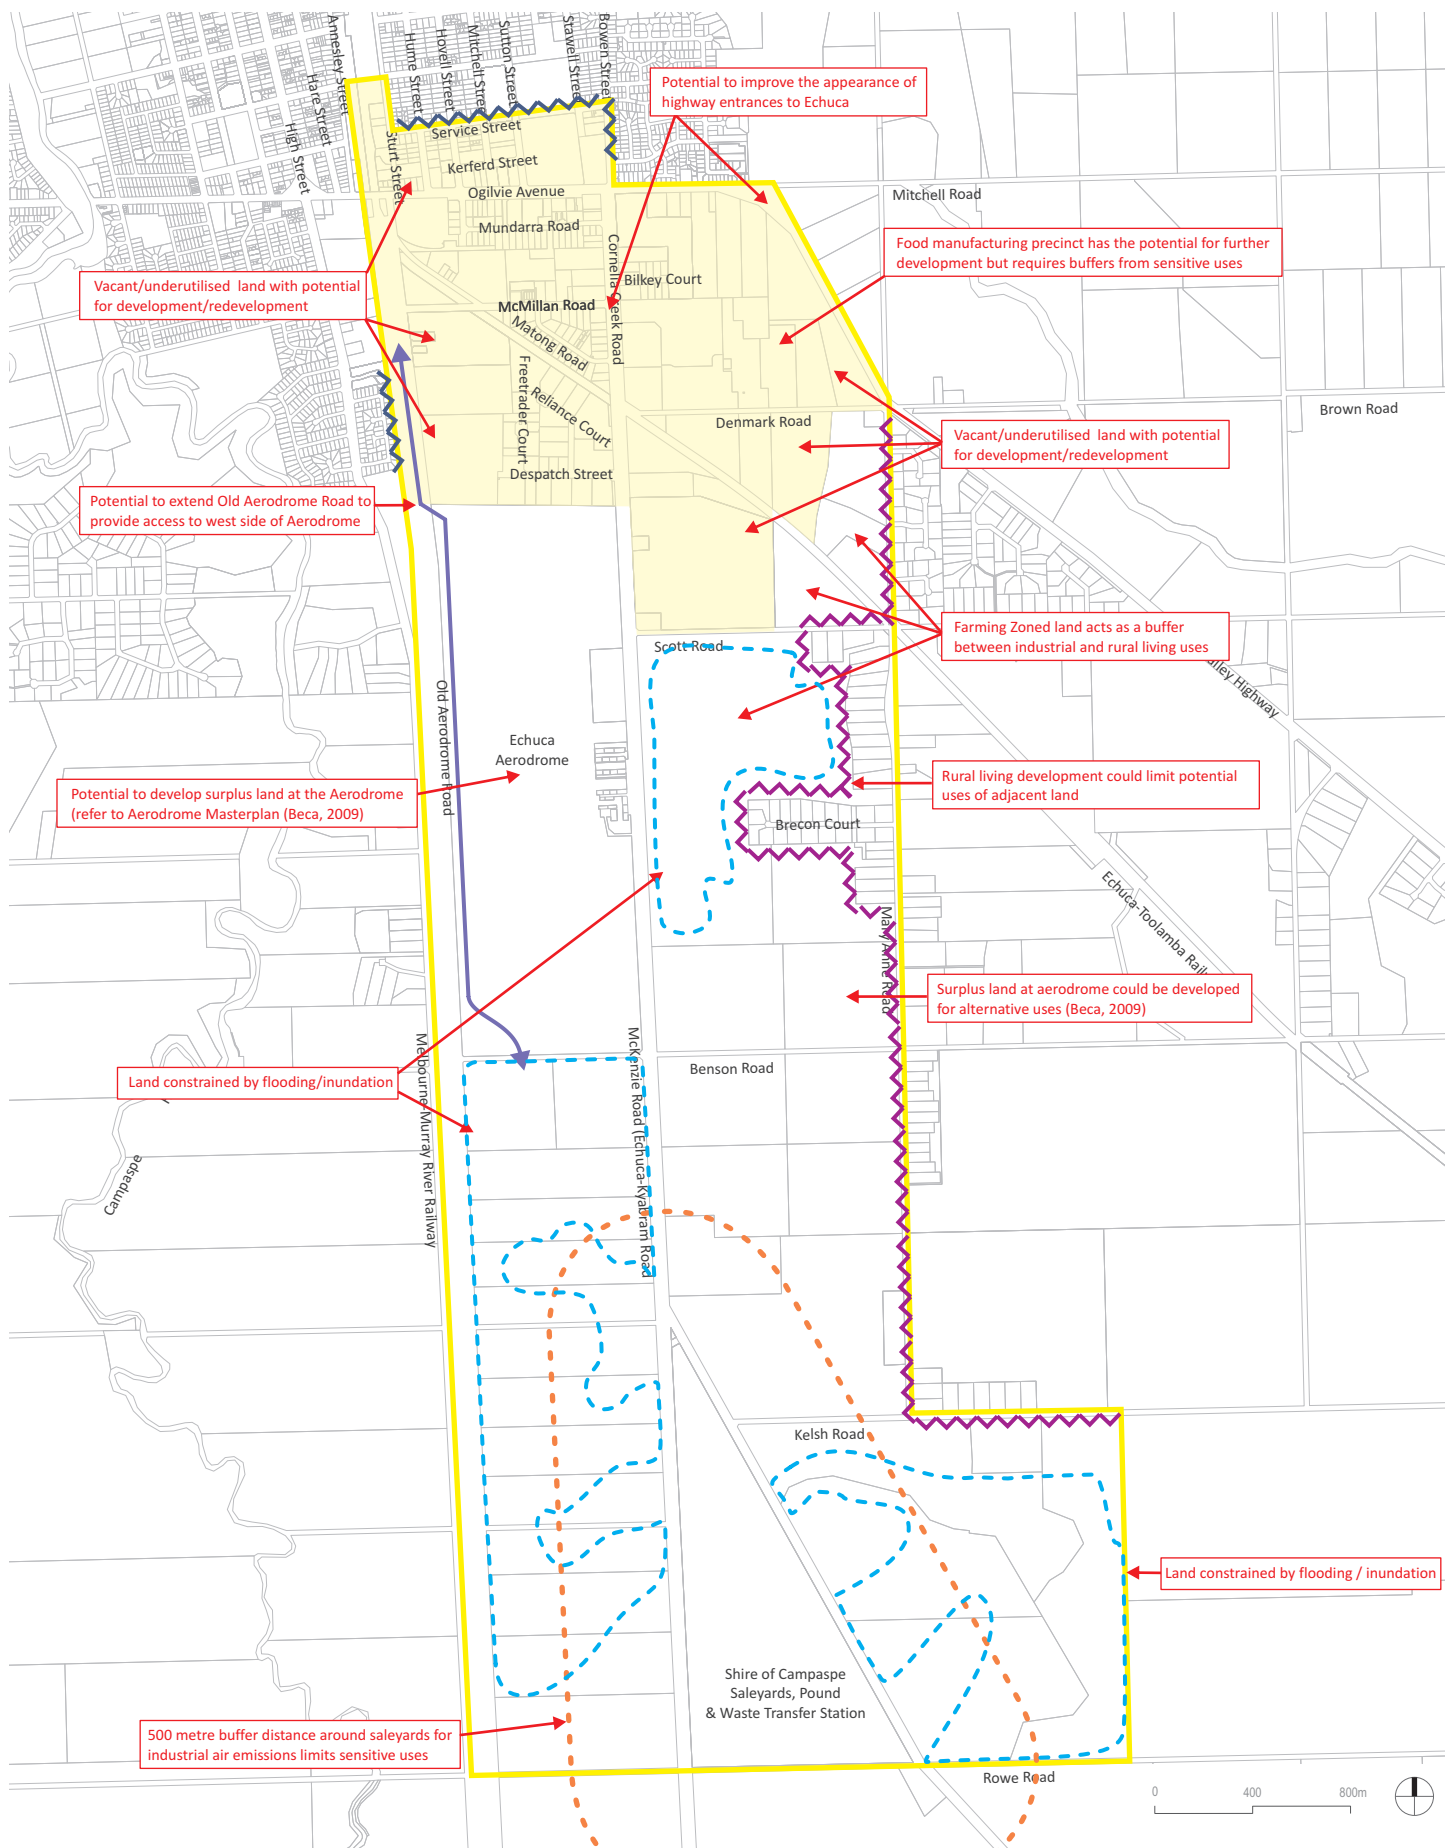 Annesley Street
Hare Street
High Street
Hume Street
Hovell Street
Mitchell Street
Sutton Street
Stawell Street
Bowen Street
Potential to improve the appearance of
highway entrances to Echuca
Service Street
Sturt Street
Kerferd Street
Ogilvie Avenue
Mitchell Road
Mundarra Road
Cornelia Creek Road
Food manufacturing precinct has the potential for further
development but requires buffers from sensitive uses
Vacant/underutilised land with potential
for development/redevelopment
Bilkey Court
McMillan Road
Matong Road
Freetrader Court
Reliance Court
Denmark Road
Brown Road
Vacant/underutilised land with potential
for development/redevelopment
Despatch Street
Potential to extend Old Aerodrome Road to
provide access to west side of Aerodrome
Farming Zoned land acts as a buffer
between industrial and rural living uses
Scott Road
alley Highway
Old Aerodrome Road
Echuca
Aerodrome
Potential to develop surplus land at the Aerodrome
(refer to Aerodrome Masterplan (Beca, 2009)
Rural living development could limit potential
uses of adjacent land
Brecon Court
Echuca-Toolamba Rail
Mary Anne Road
Surplus land at aerodrome could be developed
for alternative uses (Beca, 2009)
Melbourne-Murray River Railway
McKenzie Road (Echuca-Kyabram Road
Benson Road
Land constrained by flooding/inundation
Campaspe
Kelsh Road
Land constrained by flooding / inundation
Shire of Campaspe
Saleyards, Pound
& Waste Transfer Station
500 metre buffer distance around saleyards for
industrial air emissions limits sensitive uses
Rowe Road
0 400 800m